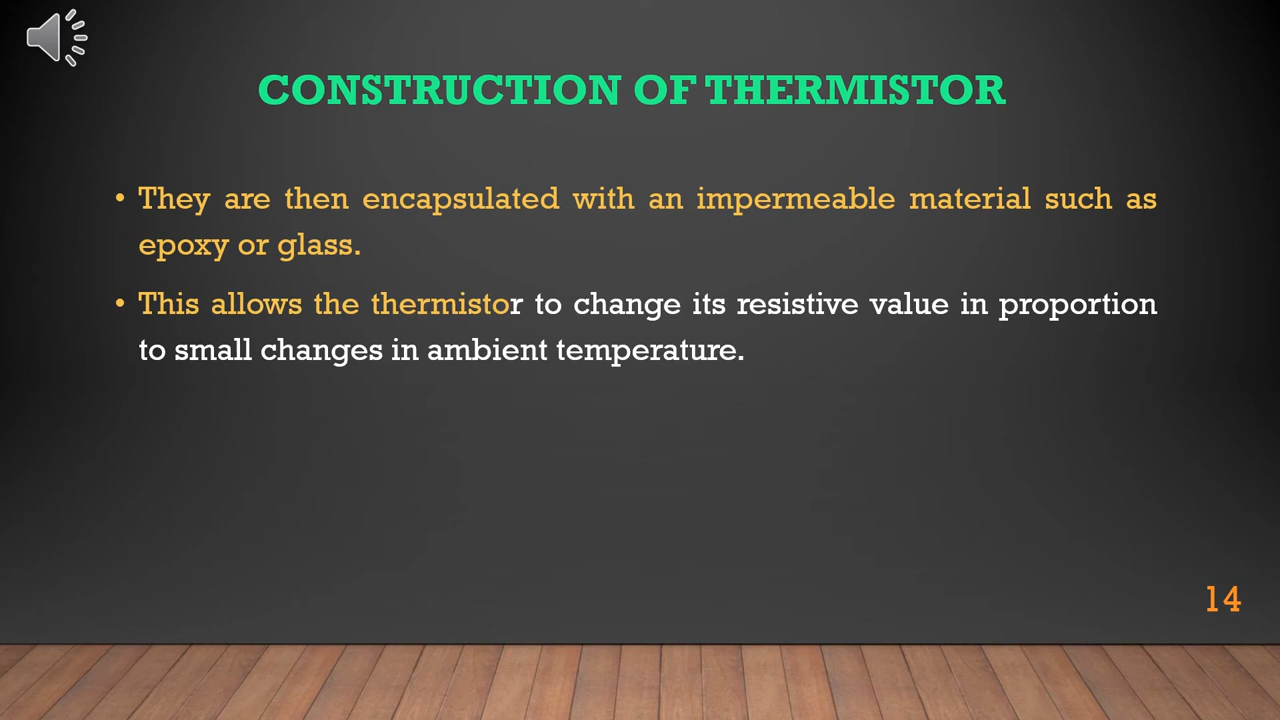 CONSTRUCTION OF THERMISTOR
• They are then encapsulated with an impermeable material such as
epoxy or glass.
• This allows the thermistor to change its resistive value in proportion
to small changes in ambient temperature.
14